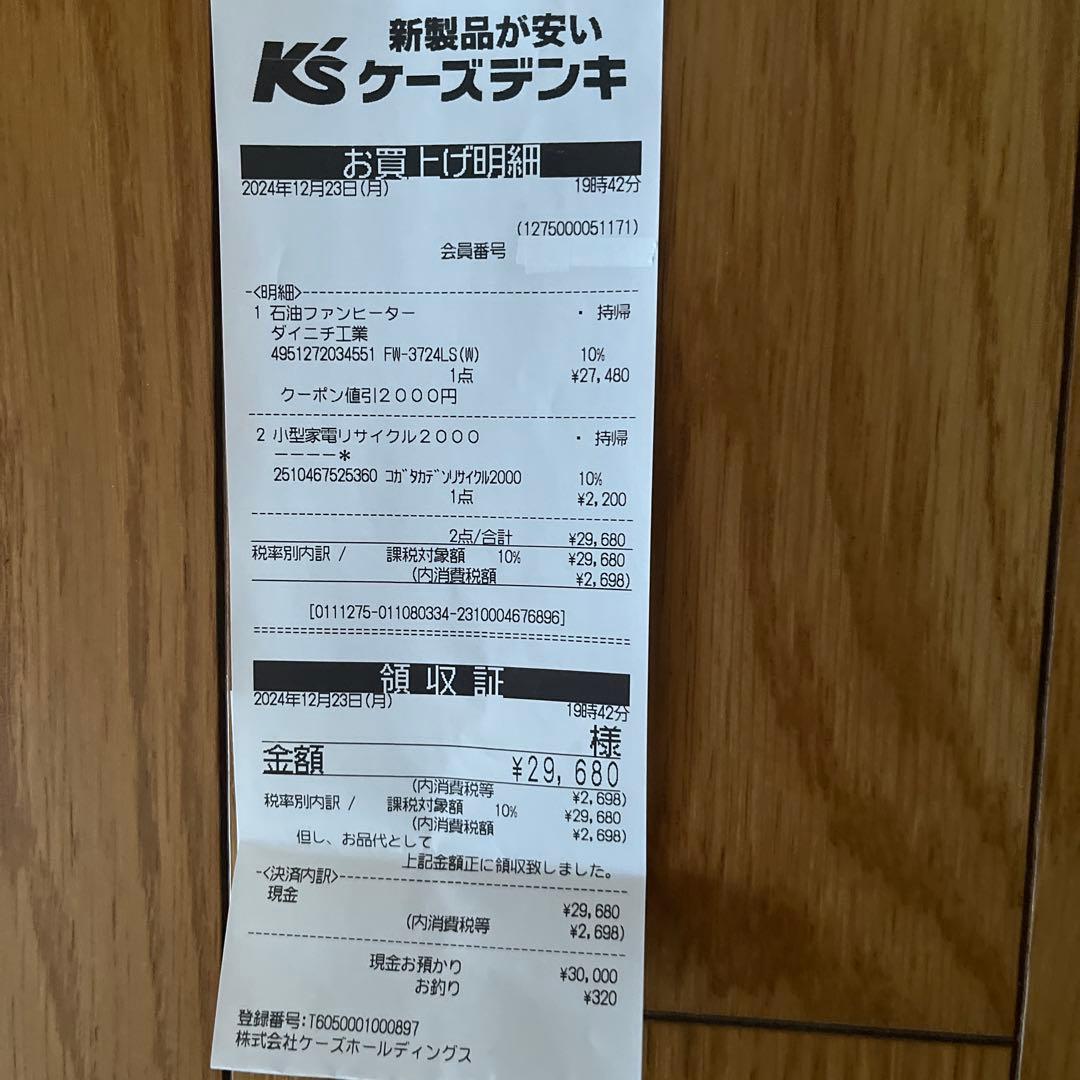 新製品が安い
K's ケーズデンキ
お買上げ明細
2024年12月23日(月) 19時42分
(1275000051171)
会員番号
-<明細>-
1 石油ファンヒーター ・ 持帰
ダイニチ工業
4951272034551 FW-3724LS(W) 10%
1点 ¥27,480
クーポン値引2000円
2 小型家電リサイクル2000 ・ 持帰
ーーーー*
2510467525360 コガタカデンリサイクル2000 10%
1点 ¥2,200
2点/合計 ¥29,680
税率別内訳 / 課税対象額 10% ¥29,680
(内消費税額 ¥2,698)
[0111275-011080334-2310004676896]
領収証
2024年12月23日(月) 19時42分
様
金額 ¥29,680
(内消費税等 ¥2,698)
税率別内訳 / 課税対象額 10% ¥29,680
(内消費税額 ¥2,698)
但し、お品代として
上記金額正に領収致しました。
-<決済内訳>-
現金 ¥29,680
(内消費税等 ¥2,698)
現金お預かり ¥30,000
お釣り ¥320
登録番号:T6050001000897
株式会社ケーズホールディングス